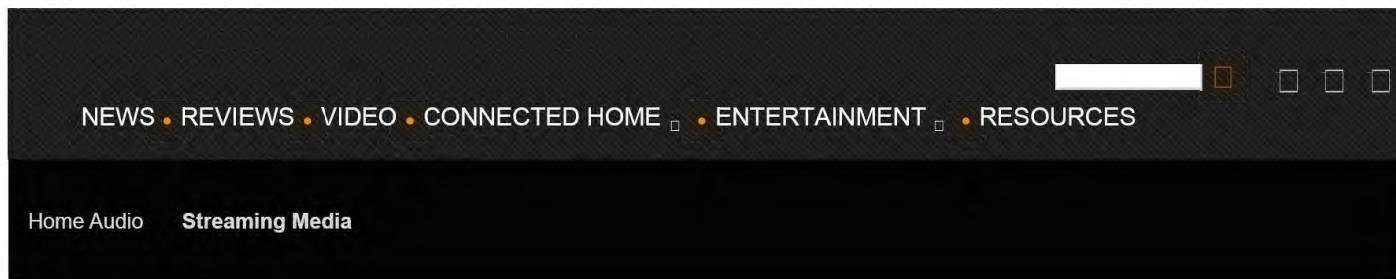 NEWS • REVIEWS • VIDEO • CONNECTED HOME • ENTERTAINMENT • RESOURCES
Home Audio Streaming Media